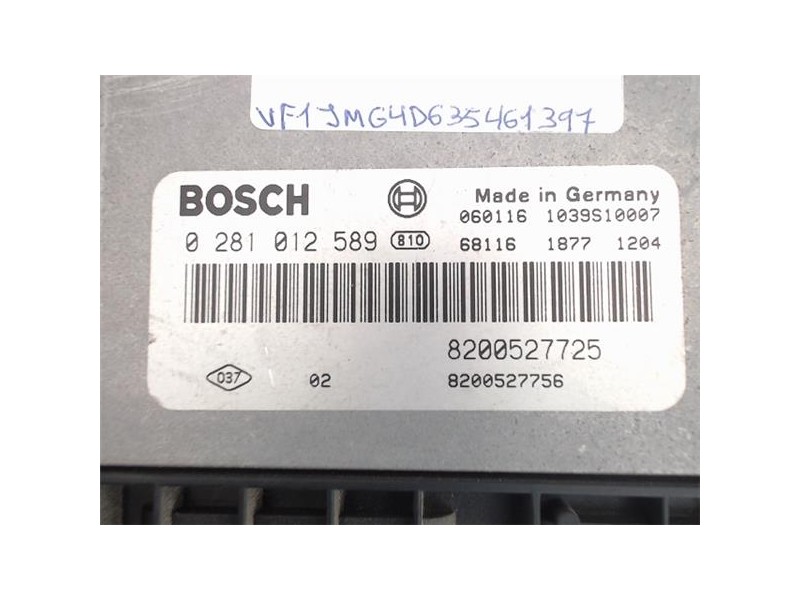 VF1JMG4D635461397
BOSCH Made in Germany
060116 1039S10007
0 281 012 589 810 68116 1877 1204
8200527725
037 02 8200527756